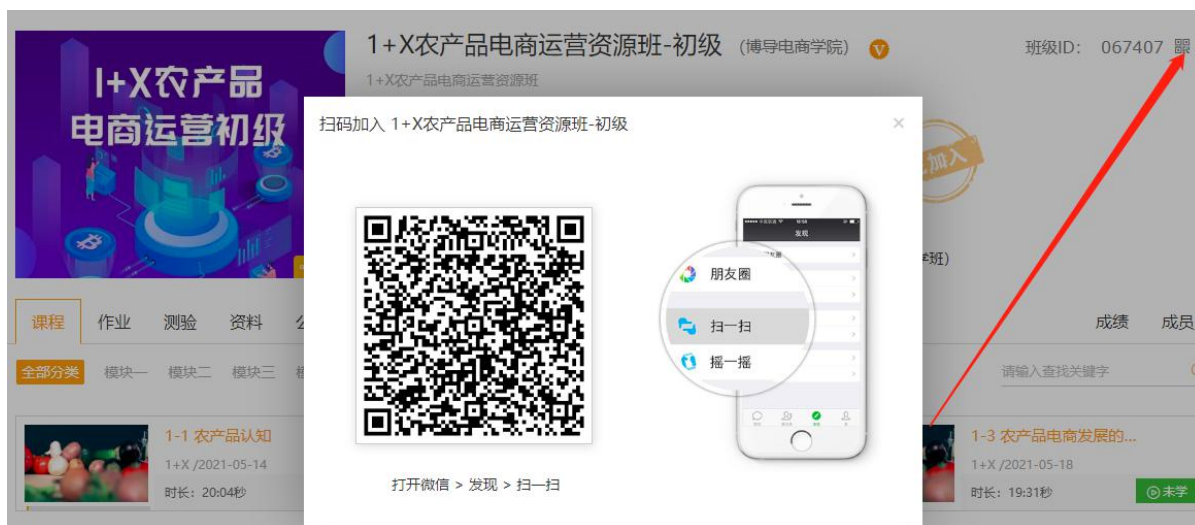 1+X农产品电商运营资源班-初级 (博导电商学院) V
班级ID: 067407
1+X农产品电商运营资源班
I+X农产品
电商运营初级
扫码加入 1+X农产品电商运营资源班-初级 ×
加入
发现
朋友圈
扫一扫
摇一摇
班)
课程 作业 测验 资料
成绩 成员
全部分类 模块一 模块二 模块三
请输入查找关键字
1-1 农产品认知
1+X /2021-05-14
时长: 20:04秒
打开微信 > 发现 > 扫一扫
1-3 农产品电商发展的...
1+X /2021-05-18
时长: 19:31秒
未学